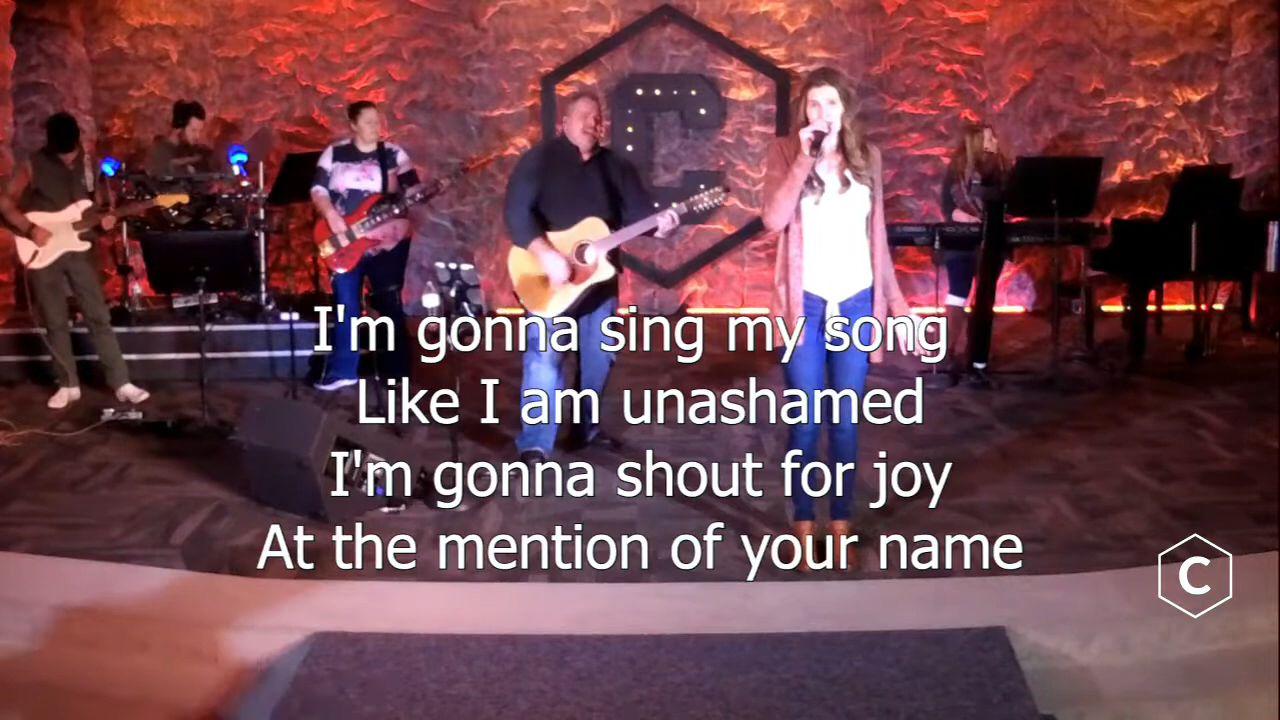 I'm gonna sing my song
Like I am unashamed
I'm gonna shout for joy
At the mention of your name
C
C